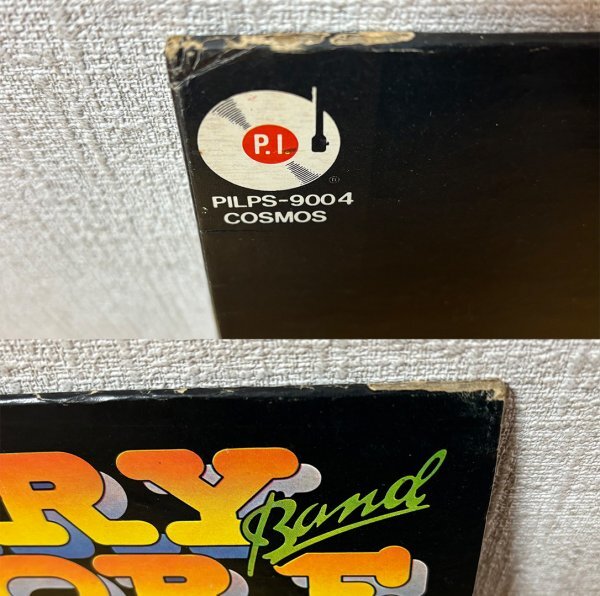 P.I.
®
PILPS-9004
COSMOS
RY
Band